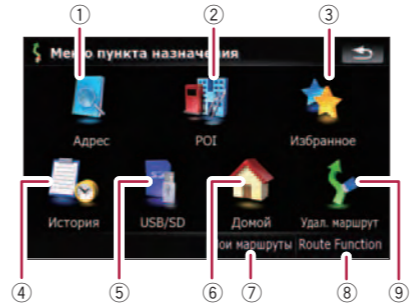 ① ② ③
Меню пункта назначения
Адрес POI Избранное
История USB/SD Домой Удал. маршрут
ои маршруты Route Function
④ ⑤ ⑥ ⑦ ⑧ ⑨